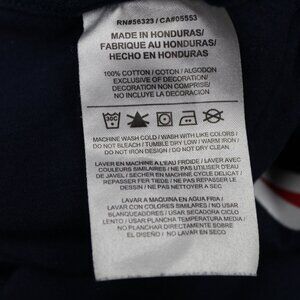 RN#56323 / CA#05553
MADE IN HONDURAS/
FABRIQUE AU HONDURAS/
HECHO EN HONDURAS
100% COTTON / COTON / ALGODON
EXCLUSIVE OF DECORATION/
DECORATION NON COMPRISE/
NO INCLUYE LA DECORACION
MACHINE WASH COLD / WASH WITH LIKE COLORS /
DO NOT BLEACH / TUMBLE DRY LOW / WARM IRON /
DO NOT IRON DESIGN / DO NOT DRY CLEAN
LAVER EN MACHINE A L'EAU FROIDE / LAVER AVEC
COULEURS SIMILAIRES / NE PAS UTILISER D'EAU
DE JAVEL / SÉCHER EN MACHINE CYCLE DELICAT /
REPASSER FER TIEDE / NE PAS REPASSER LE
DESSIN / NE PAS NETTOYER A SEC
LAVAR A MAQUINA EN AGUA FRIA /
LAVAR CON COLORES SIMILARES / NO USAR
BLANQUEADORES / USAR SECADORA CICLO
LENTO / USAR PLANCHA TEMPERATURA MEDIA/
NO PLANCHAR DIRECTAMENTE SOBRE
EL DISEÑO / NO LAVAR EN SECO